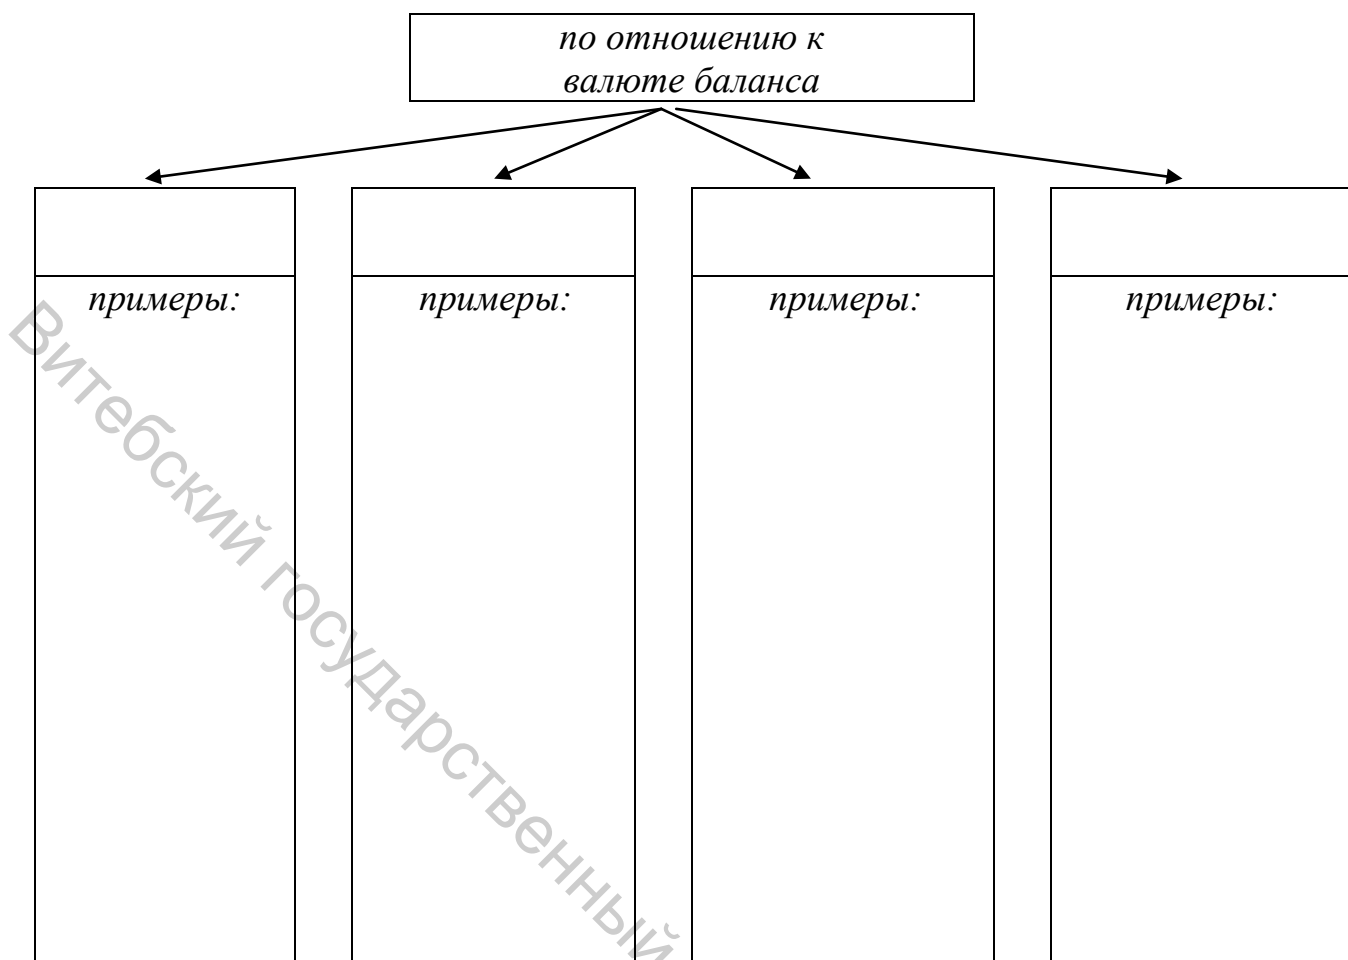 по отношению к
валюте баланса
примеры:
примеры:
примеры:
примеры:
Витебский государственный